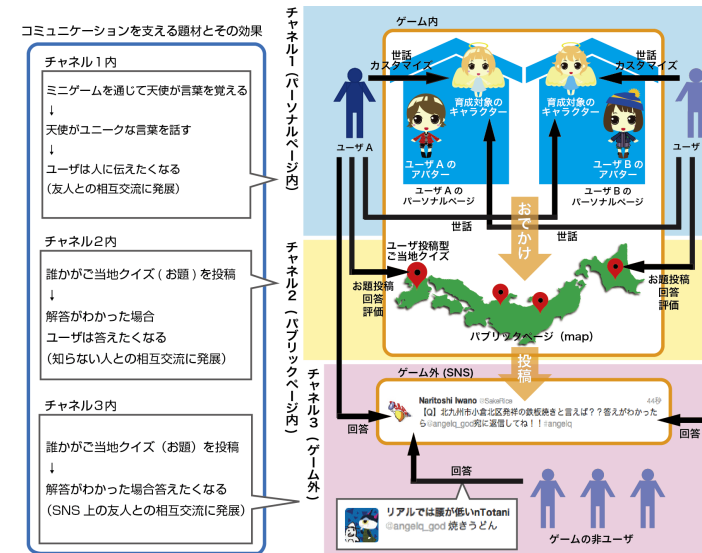 コミュニケーションを支える題材とその効果
チャネル１内
ミニゲームを通じて天使が言葉を覚える
↓
天使がユニークな言葉を話す
↓
ユーザは人に伝えたくなる
(友人との相互交流に発展)
チャネル２内
誰かがご当地クイズ(お題)を投稿
↓
解答がわかった場合
ユーザは答えたくなる
(知らない人との相互交流に発展)
チャネル３内
誰かがご当地クイズ（お題）を投稿
↓
解答がわかった場合答えたくなる
(SNS 上の友人との相互交流に発展)
チャネル１（パーソナルページ内）
ゲーム内
世話
カスタマイズ
世話
カスタマイズ
育成対象の
キャラクター
育成対象の
キャラクター
ユーザA
ユーザ
ユーザAの
アバター
ユーザBの
アバター
ユーザAの
パーソナルページ
ユーザBの
パーソナルページ
世話
世話
おでかけ
チャネル２（パブリックページ内）
ユーザ投稿型
ご当地クイズ
お題投稿
回答
評価
お題投稿
回答
評価
パブリックページ（map）
投稿
チャネル３（ゲーム外）
ゲーム外(SNS)
Naritoshi Iwano @SakeRice
44秒
【Q】北九州市小倉北区発祥の鉄板焼きと言えば？？答えがわかった
ら@angelq_god宛に返信してね！！#angelq
回答
回答
回答
リアルでは腰が低いnTotani
@angelq_god 焼きうどん
ゲームの非ユーザ